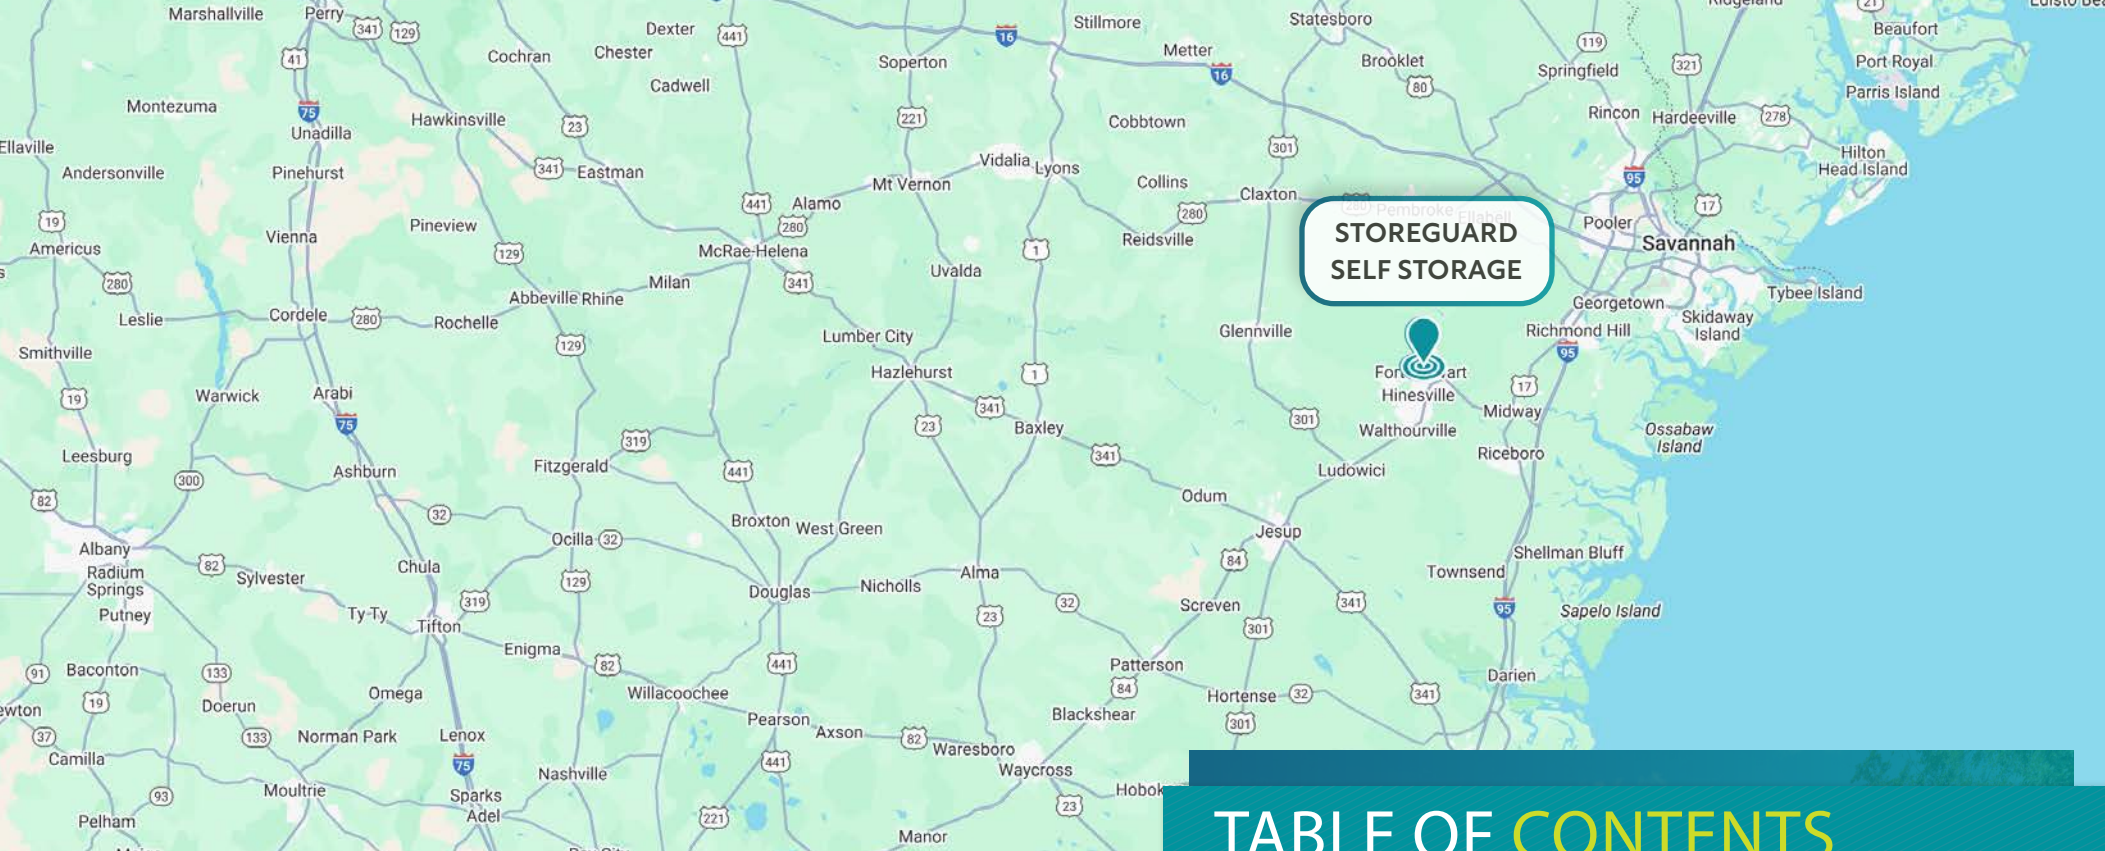 Marshallville
Perry
341
129
Dexter
441
16
Stillmore
Statesboro
21
Beaufort
41
Cochran
Chester
Soperton
Metter
16
Brooklet
119
Springfield
321
Port Royal
Cadwell
80
Parris Island
Montezuma
75
Unadilla
Hawkinsville
23
221
Cobbtown
Rincon
Hardeeville
278
Ellaville
Andersonville
Pinehurst
341
Eastman
Vidalia
Lyons
301
Hilton
Head Island
Mt Vernon
Collins
Claxton
95
441
Alamo
280
280
Pembroke
Ellabell
17
19
Americus
Vienna
Pineview
280
McRae-Helena
Reidsville
STOREGUARD
SELF STORAGE
Pooler
Savannah
129
1
280
Milan
341
Uvalda
Tybee Island
Leslie
Cordele
280
Rochelle
Abbeville
Rhine
Georgetown
Skidaway
Island
Smithville
129
Lumber City
Glennville
Richmond Hill
95
Hazlehurst
1
19
Warwick
Arabi
75
341
Hinesville
17
Midway
23
Baxley
301
Walthourville
Ossabaw
Island
Leesburg
Ashburn
319
Fitzgerald
441
341
Ludowici
Riceboro
300
82
32
Odum
Broxton
West Green
Jesup
Albany
Radium
Springs
Putney
82
Sylvester
Chula
Ocilla
32
129
Douglas
Nicholls
Alma
84
Shellman Bluff
Townsend
Ty Ty
319
Tifton
32
23
Screven
341
95
Sapelo Island
301
91
Baconton
133
Enigma
82
441
Patterson
Darien
19
Doerun
Omega
Willacoochee
84
Hortense
32
341
37
133
Norman Park
Lenox
Pearson
Axson
82
Blackshear
301
Camilla
75
Waresboro
Nashville
441
Waycross
93
Moultrie
Sparks
Adel
221
23
Pelham
Manor
TABLE OF CONTENTS